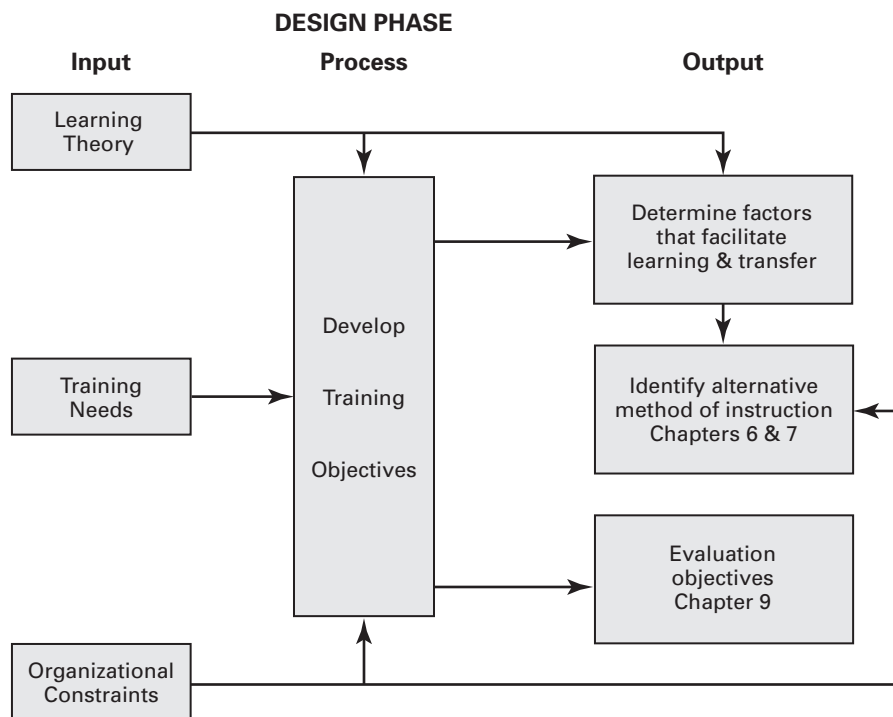 DESIGN PHASE
Input
Process
Output
Learning
Theory
Training
Needs
Organizational
Constraints
Develop
Training
Objectives
Determine factors
that facilitate
learning & transfer
Identify alternative
method of instruction
Chapters 6 & 7
Evaluation
objectives
Chapter 9